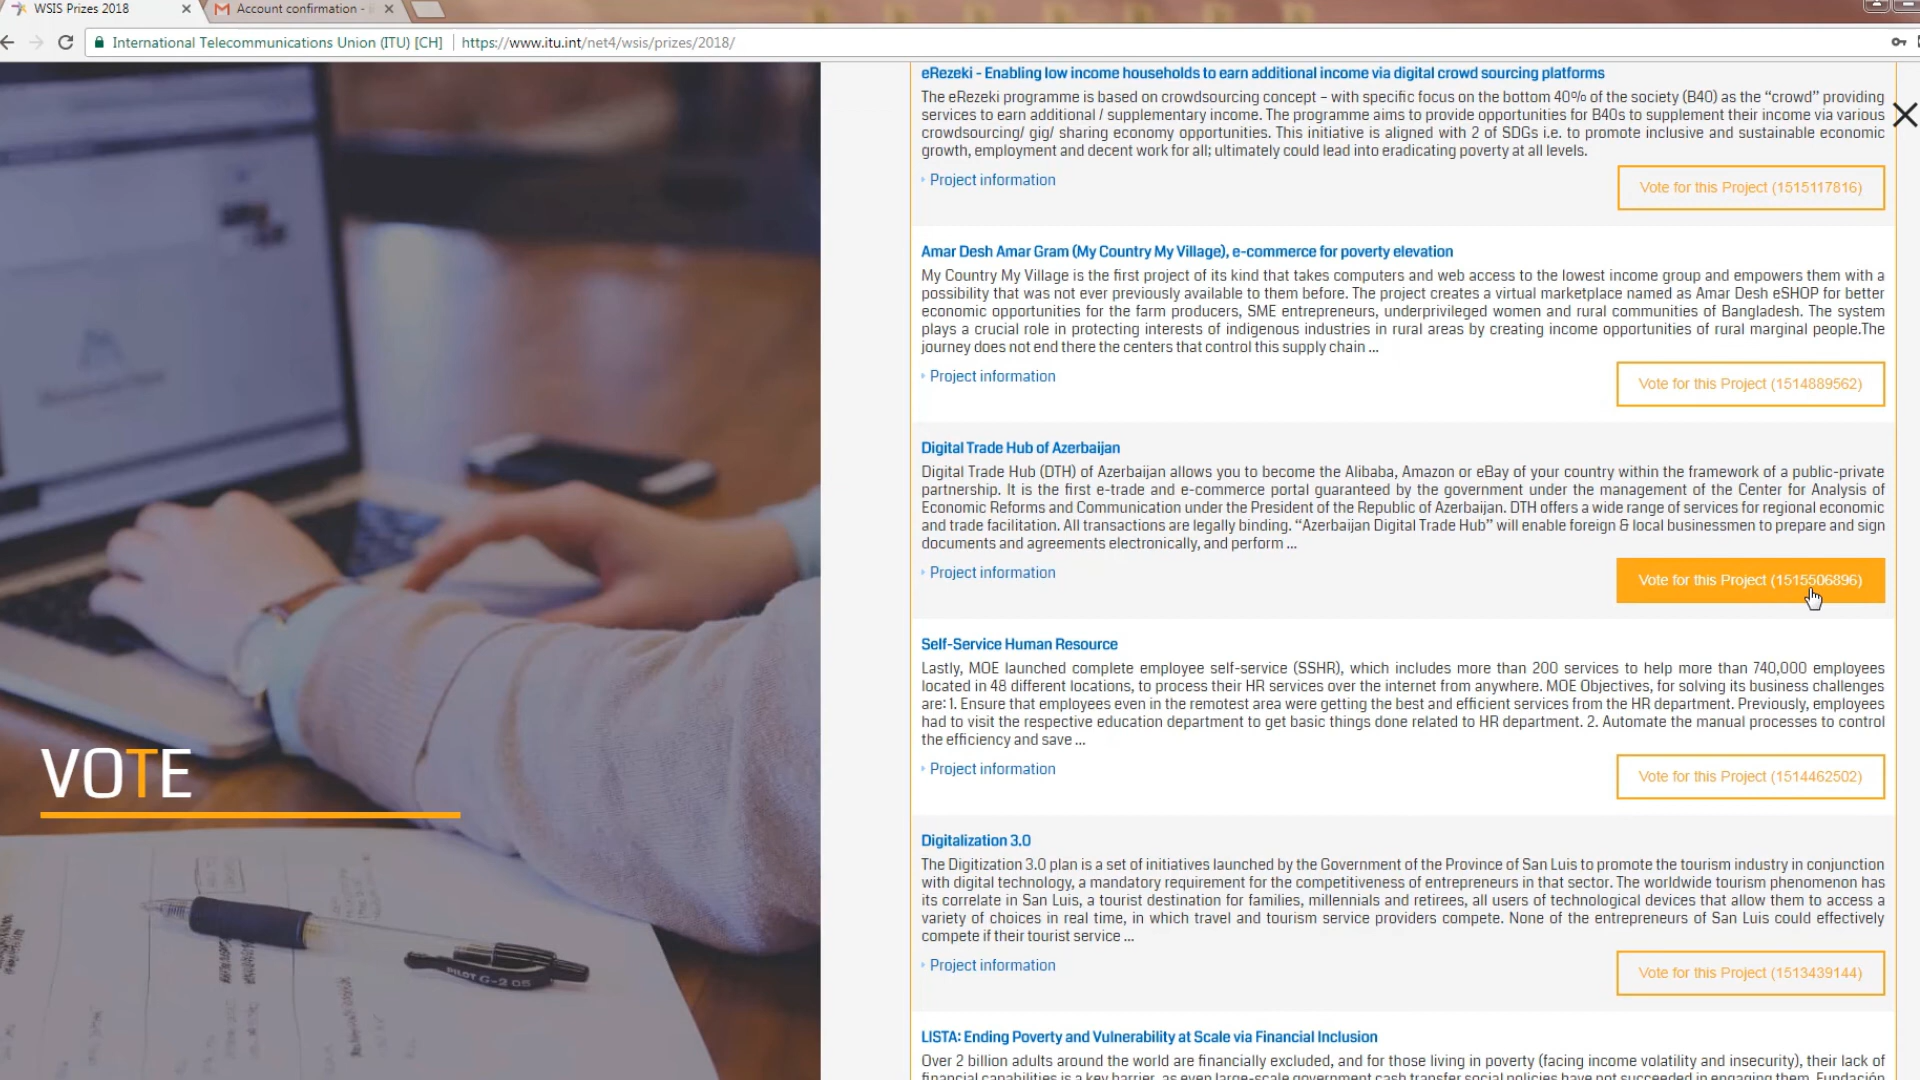 WSIS Prizes 2018
Account confirmation -
International Telecommunications Union (ITU) [CH]
https://www.itu.int/net4/wsis/prizes/2018/
eRezeki - Enabling low income households to earn additional income via digital crowd sourcing platforms
The eRezeki programme is based on crowdsourcing concept – with specific focus on the bottom 40% of the society (B40) as the “crowd” providing
services to earn additional / supplementary income. The programme aims to provide opportunities for B40s to supplement their income via various
crowdsourcing/ gig/ sharing economy opportunities. This initiative is aligned with 2 of SDGs i.e. to promote inclusive and sustainable economic
growth, employment and decent work for all; ultimately could lead into eradicating poverty at all levels.
Project information
Vote for this Project (1515117816)
Amar Desh Amar Gram (My Country My Village), e-commerce for poverty elevation
My Country My Village is the first project of its kind that takes computers and web access to the lowest income group and empowers them with a
possibility that was not ever previously available to them before. The project creates a virtual marketplace named as Amar Desh eSHOP for better
economic opportunities for the farm producers, SME entrepreneurs, underprivileged women and rural communities of Bangladesh. The system
plays a crucial role in protecting interests of indigenous industries in rural areas by creating income opportunities of rural marginal people.The
journey does not end there the centers that control this supply chain ...
Project information
Vote for this Project (1514889562)
Digital Trade Hub of Azerbaijan
Digital Trade Hub (DTH) of Azerbaijan allows you to become the Alibaba, Amazon or eBay of your country within the framework of a public-private
partnership. It is the first e-trade and e-commerce portal guaranteed by the government under the management of the Center for Analysis of
Economic Reforms and Communication under the President of the Republic of Azerbaijan. DTH offers a wide range of services for regional economic
and trade facilitation. All transactions are legally binding. “Azerbaijan Digital Trade Hub” will enable foreign & local businessmen to prepare and sign
documents and agreements electronically, and perform ...
Project information
Vote for this Project (1515506896)
Self-Service Human Resource
Lastly, MOE launched complete employee self-service (SSHR), which includes more than 200 services to help more than 740,000 employees
located in 48 different locations, to process their HR services over the internet from anywhere. MOE Objectives, for solving its business challenges
are: 1. Ensure that employees even in the remotest area were getting the best and efficient services from the HR department. Previously, employees
had to visit the respective education department to get basic things done related to HR department. 2. Automate the manual processes to control
the efficiency and save ...
Project information
Vote for this Project (1514462502)
VOTE
Digitalization 3.0
The Digitization 3.0 plan is a set of initiatives launched by the Government of the Province of San Luis to promote the tourism industry in conjunction
with digital technology, a mandatory requirement for the competitiveness of entrepreneurs in that sector. The worldwide tourism phenomenon has
its correlate in San Luis, a tourist destination for families, millennials and retirees, all users of technological devices that allow them to access a
variety of choices in real time, in which travel and tourism service providers compete. None of the entrepreneurs of San Luis could effectively
compete if their tourist service ...
Project information
Vote for this Project (1513439144)
PILOT G-2 05
LISTA: Ending Poverty and Vulnerability at Scale via Financial Inclusion
Over 2 billion adults around the world are financially excluded, and for those living in poverty (facing income volatility and insecurity), their lack of
financial capabilities is a key barrier, as even large-scale government cash transfer social policies have not succeeded in engaging them. Fundación